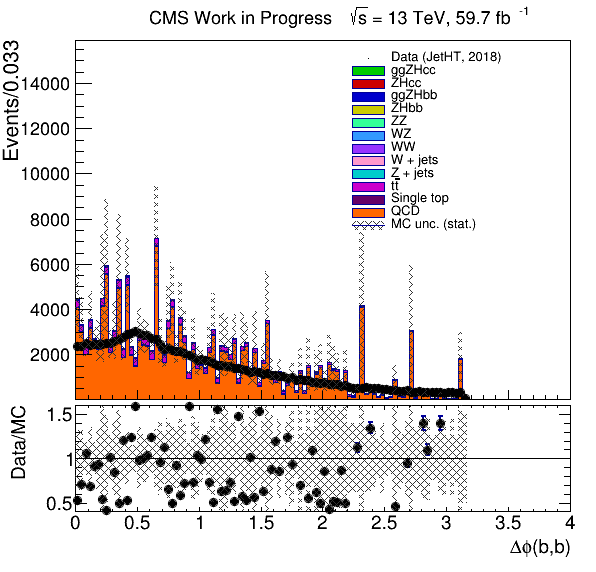 CMS Work in Progress √s = 13 TeV, 59.7 fb⁻¹
Events/0.033
14000
12000
10000
8000
6000
4000
2000
Data (JetHT, 2018)
ggZHcc
ZHcc
ggZHbb
ZHbb
ZZ
WZ
WW
W + jets
Z + jets
tt̅
Single top
QCD
MC unc. (stat.)
Data/MC
1.5
1
0.5
0 0.5 1 1.5 2 2.5 3 3.5 4
Δϕ(b,b)